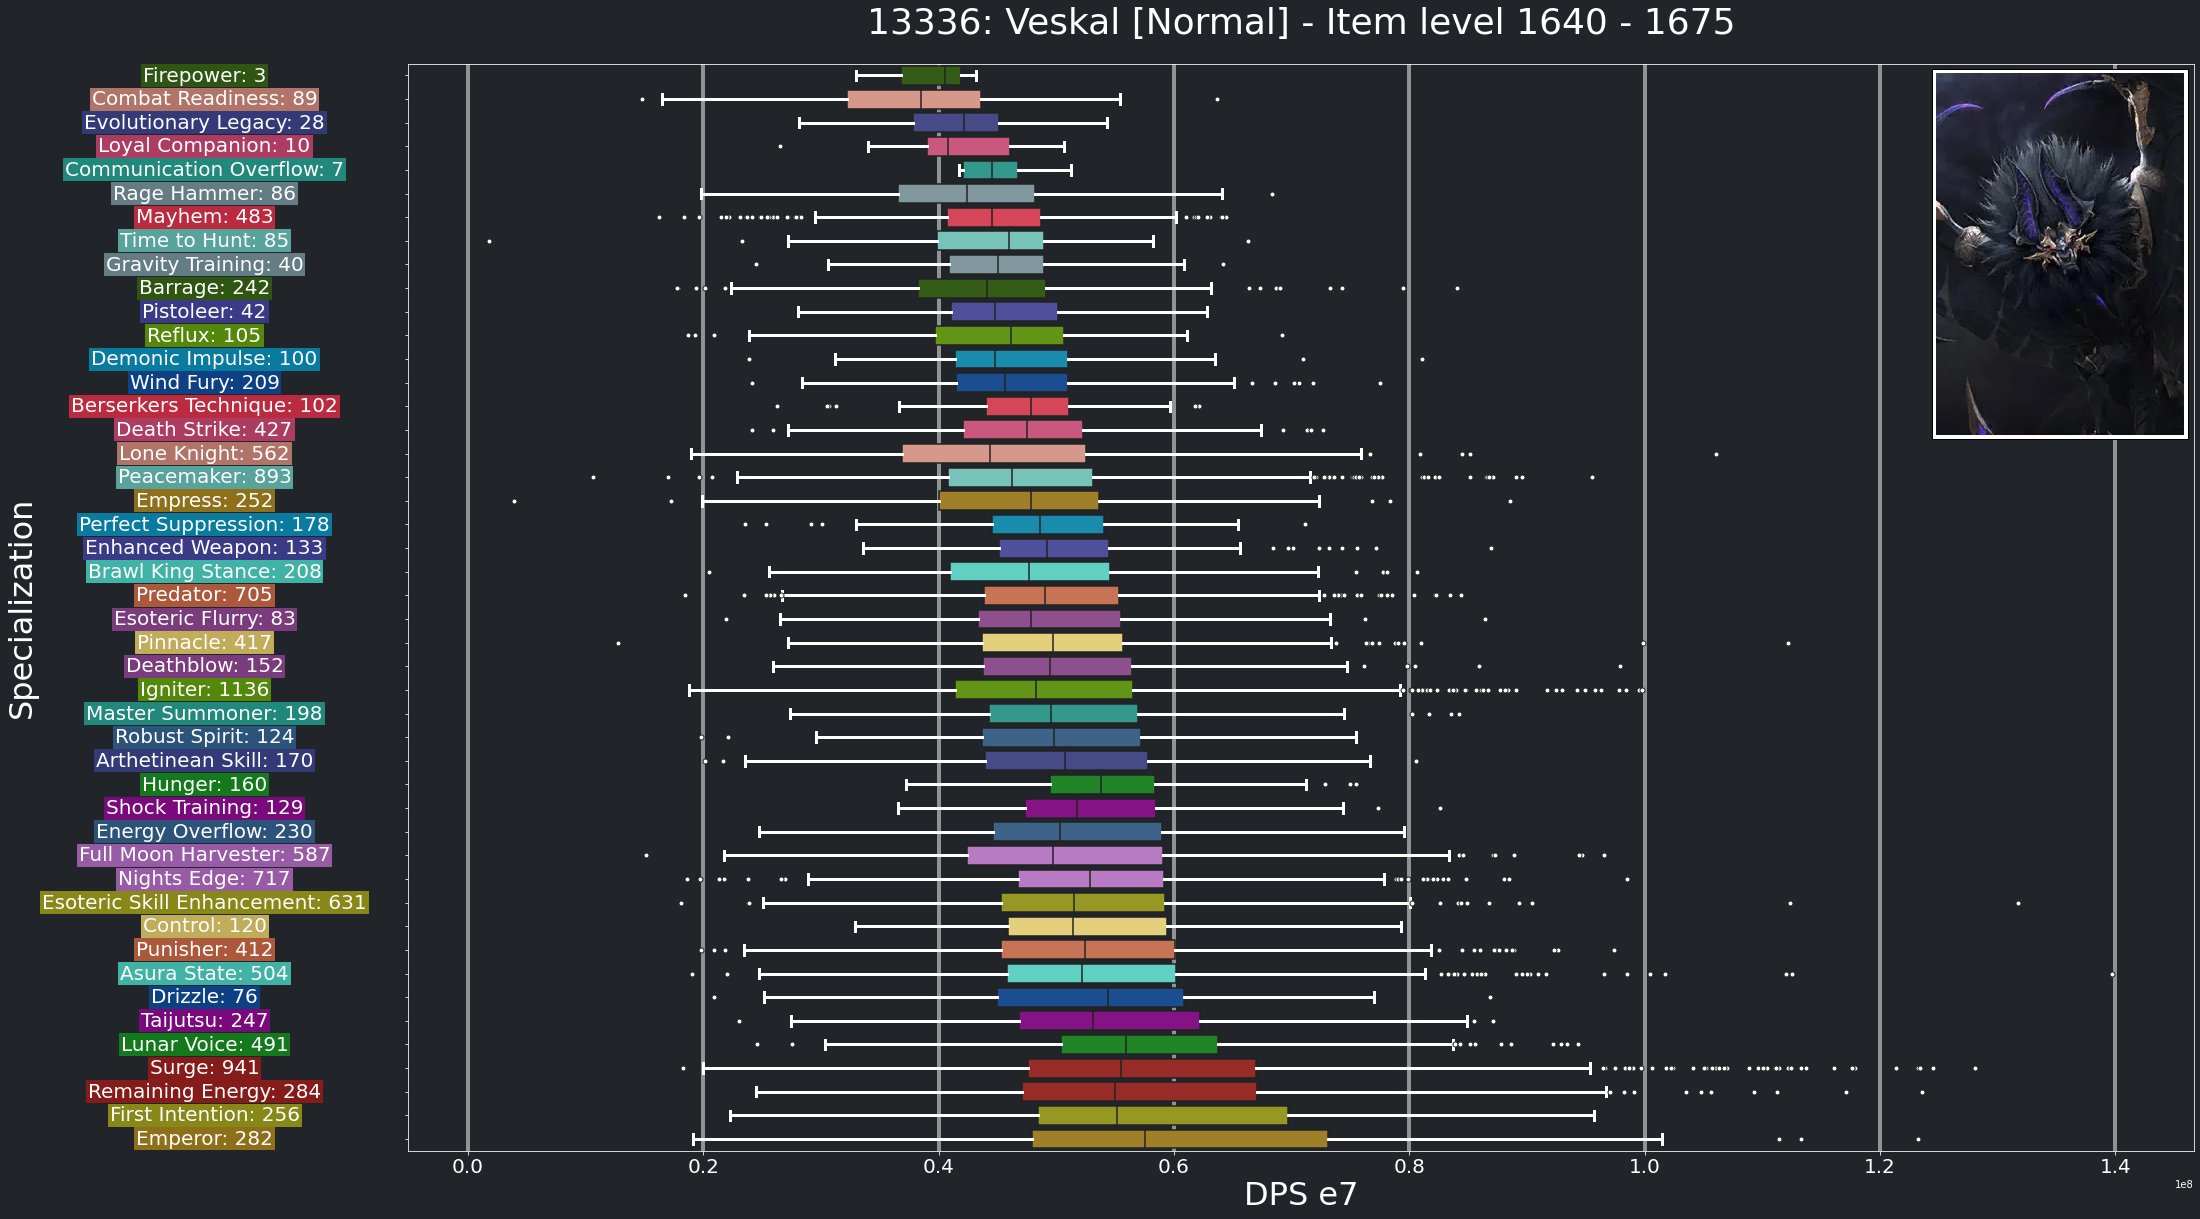 13336: Veskal [Normal] - Item level 1640 - 1675
Firepower: 3
Combat Readiness: 89
Evolutionary Legacy: 28
Loyal Companion: 10
Communication Overflow: 7
Rage Hammer: 86
Mayhem: 483
Time to Hunt: 85
Gravity Training: 40
Barrage: 242
Pistoleer: 42
Reflux: 105
Demonic Impulse: 100
Wind Fury: 209
Berserkers Technique: 102
Death Strike: 427
Lone Knight: 562
Peacemaker: 893
Empress: 252
Perfect Suppression: 178
Enhanced Weapon: 133
Brawl King Stance: 208
Predator: 705
Esoteric Flurry: 83
Pinnacle: 417
Deathblow: 152
Igniter: 1136
Master Summoner: 198
Robust Spirit: 124
Arthetinean Skill: 170
Hunger: 160
Shock Training: 129
Energy Overflow: 230
Full Moon Harvester: 587
Nights Edge: 717
Esoteric Skill Enhancement: 631
Control: 120
Punisher: 412
Asura State: 504
Drizzle: 76
Taijutsu: 247
Lunar Voice: 491
Surge: 941
Remaining Energy: 284
First Intention: 256
Emperor: 282
Specialization
0.0 0.2 0.4 0.6 0.8 1.0 1.2 1.4
DPS e7
1e8